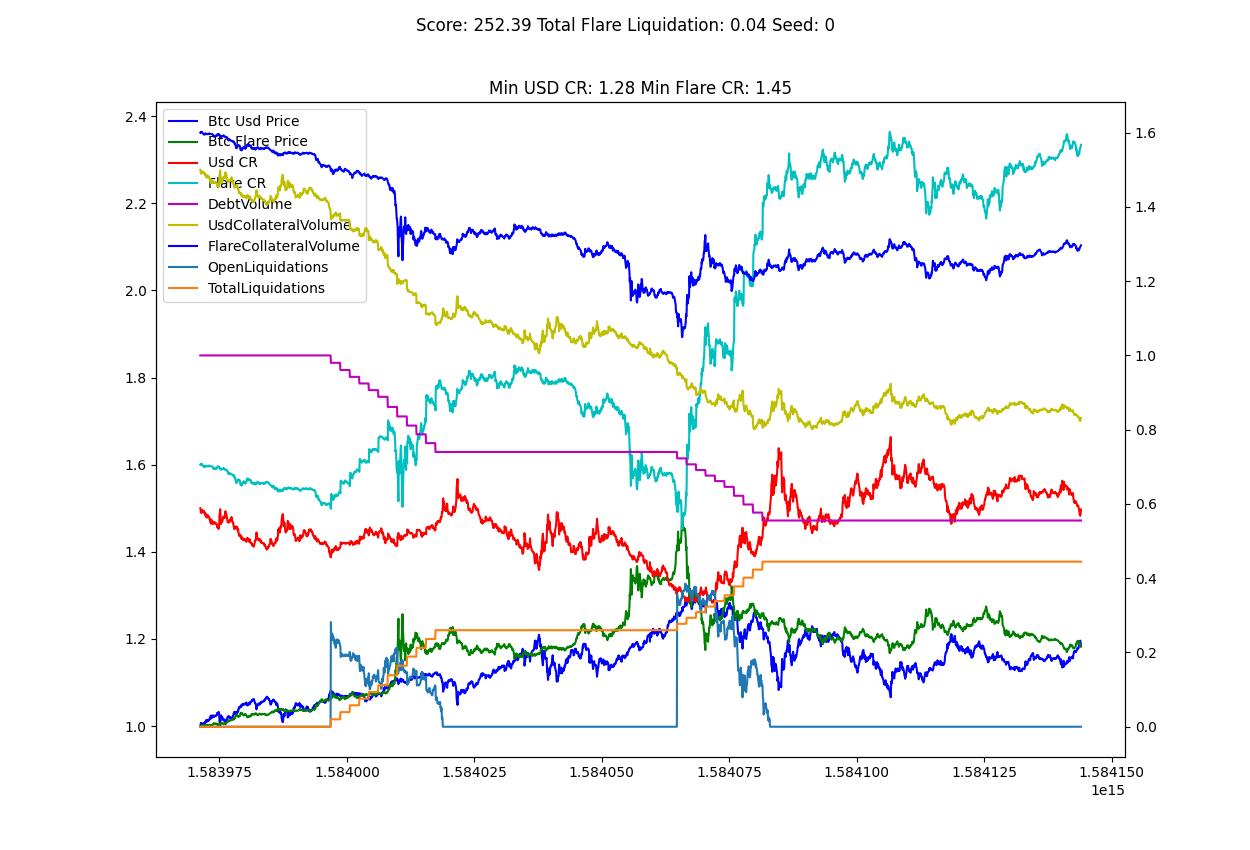 Score: 252.39 Total Flare Liquidation: 0.04 Seed: 0
Min USD CR: 1.28 Min Flare CR: 1.45
Btc Usd Price
Btc Flare Price
Usd CR
Flare CR
DebtVolume
UsdCollateralVolume
FlareCollateralVolume
OpenLiquidations
TotalLiquidations
2.4
2.2
2.0
1.8
1.6
1.4
1.2
1.0
1.6
1.4
1.2
1.0
0.8
0.6
0.4
0.2
0.0
1.583975 1.584000 1.584025 1.584050 1.584075 1.584100 1.584125 1.584150
1e15